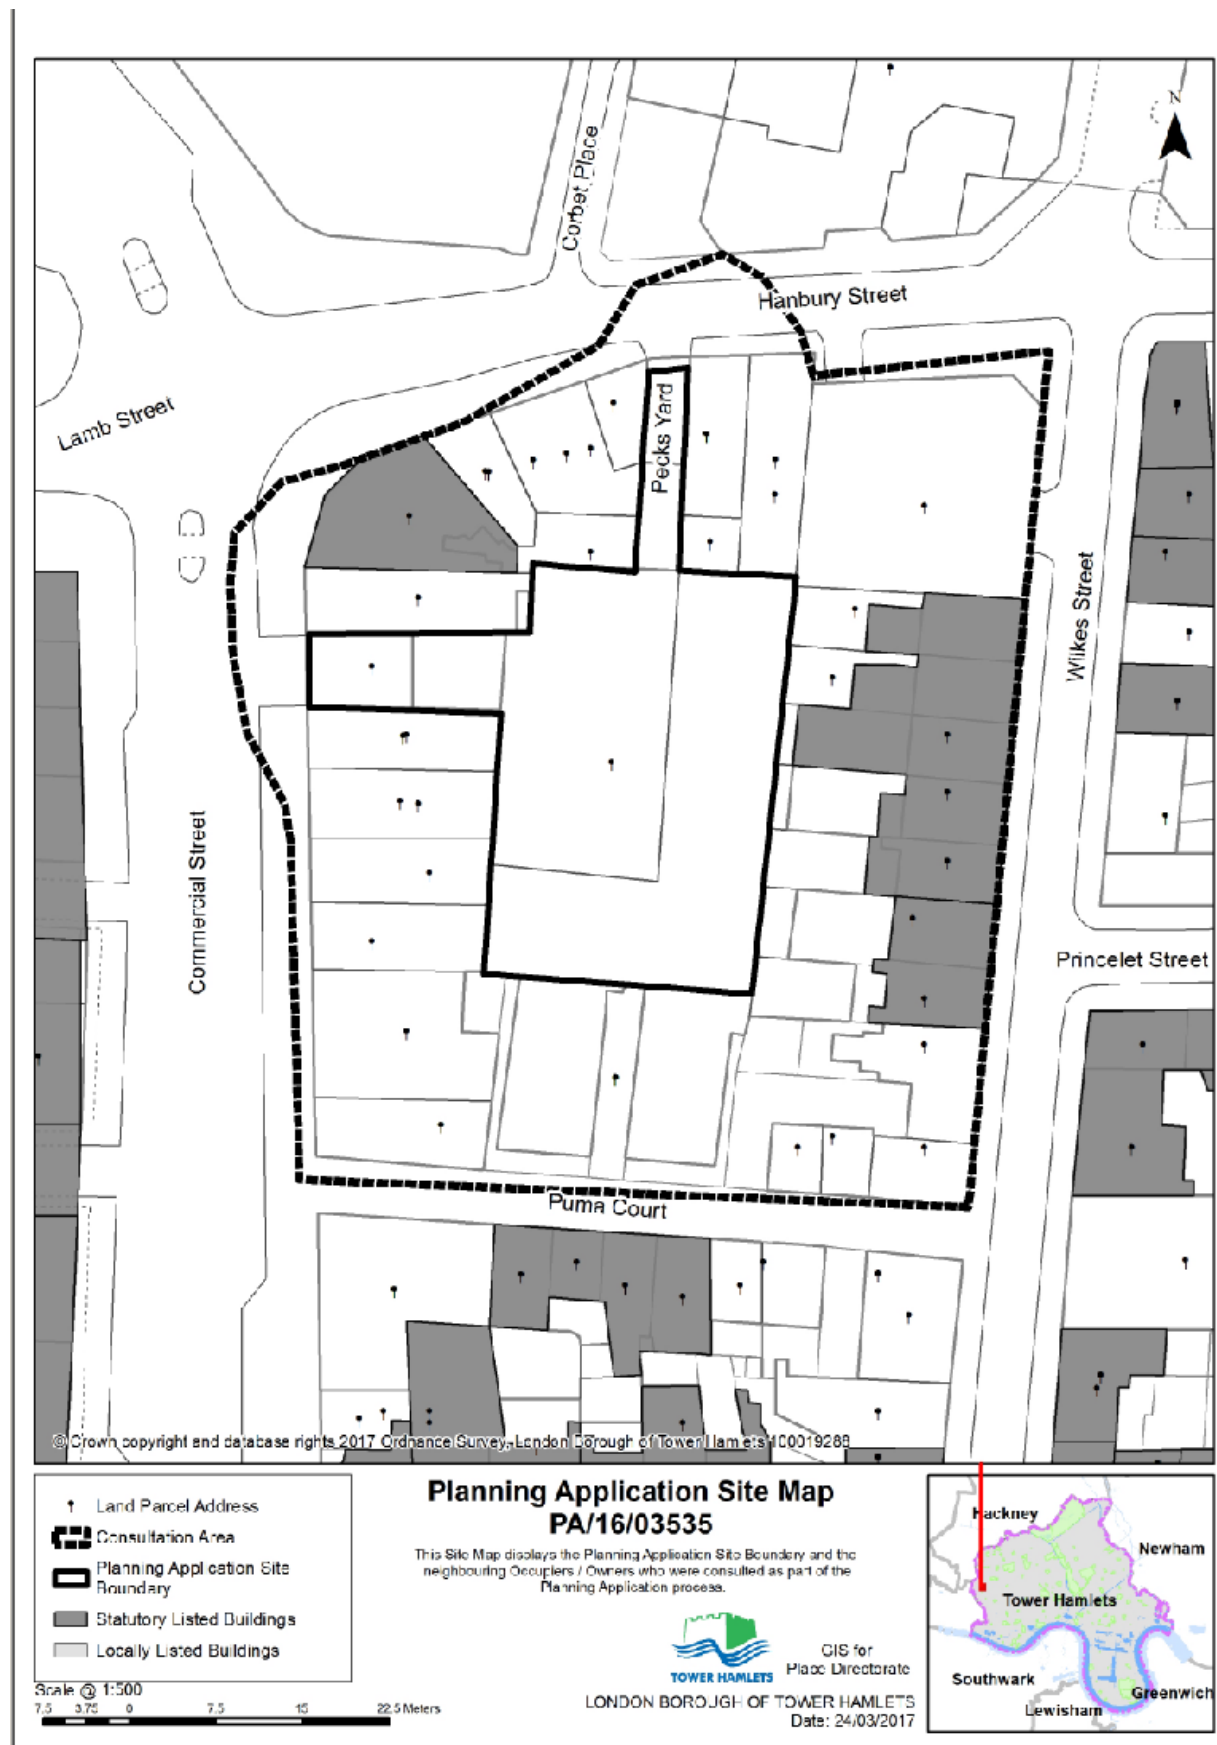 N
Corbet Place
Hanbury Street
Lamb Street
Pecks Yard
Wilkes Street
Commercial Street
Princelet Street
Puma Court
© Crown copyright and database rights 2017 Ordnance Survey, London Borough of Tower Hamlets 100019288
Land Parcel Address
Consultation Area
Planning Application Site
Boundary
Statutory Listed Buildings
Locally Listed Buildings
Scale @ 1:500
7.5 3.75 0 7.5 15 22.5 Meters
Planning Application Site Map
PA/16/03535
This Site Map displays the Planning Application Site Boundary and the
neighbouring Occupiers / Owners who were consulted as part of the
Planning Application process.
TOWER HAMLETS
GIS for
Place Directorate
LONDON BOROUGH OF TOWER HAMLETS
Date: 24/03/2017
Hackney
Newham
Tower Hamlets
Southwark
Greenwich
Lewisham